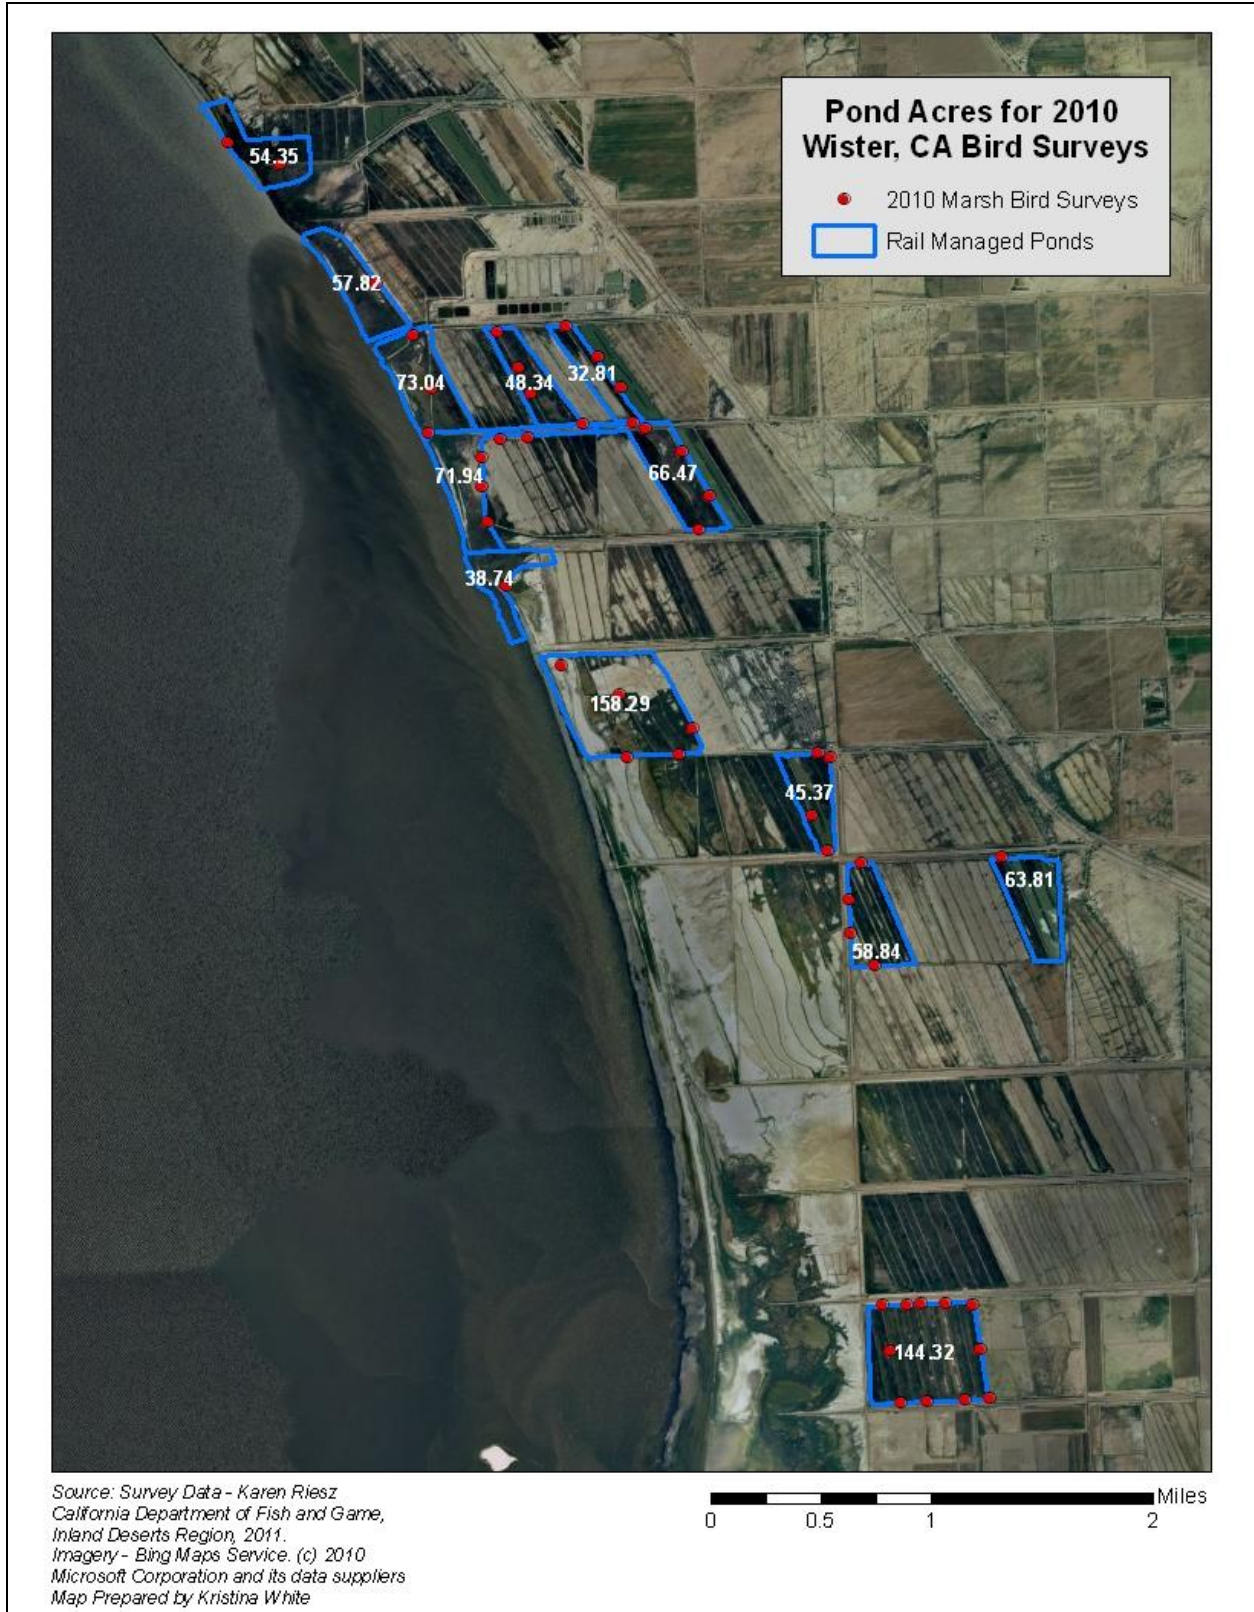 Pond Acres for 2010
Wister, CA Bird Surveys
2010 Marsh Bird Surveys
Rail Managed Ponds
54.35
57.82
73.04
48.34
32.81
71.94
66.47
38.74
158.29
45.37
63.81
58.84
144.32
Source: Survey Data - Karen Riesz
California Department of Fish and Game,
Inland Deserts Region, 2011.
Imagery - Bing Maps Service. (c) 2010
Microsoft Corporation and its data suppliers
Map Prepared by Kristina White
Miles
0 0.5 1 2